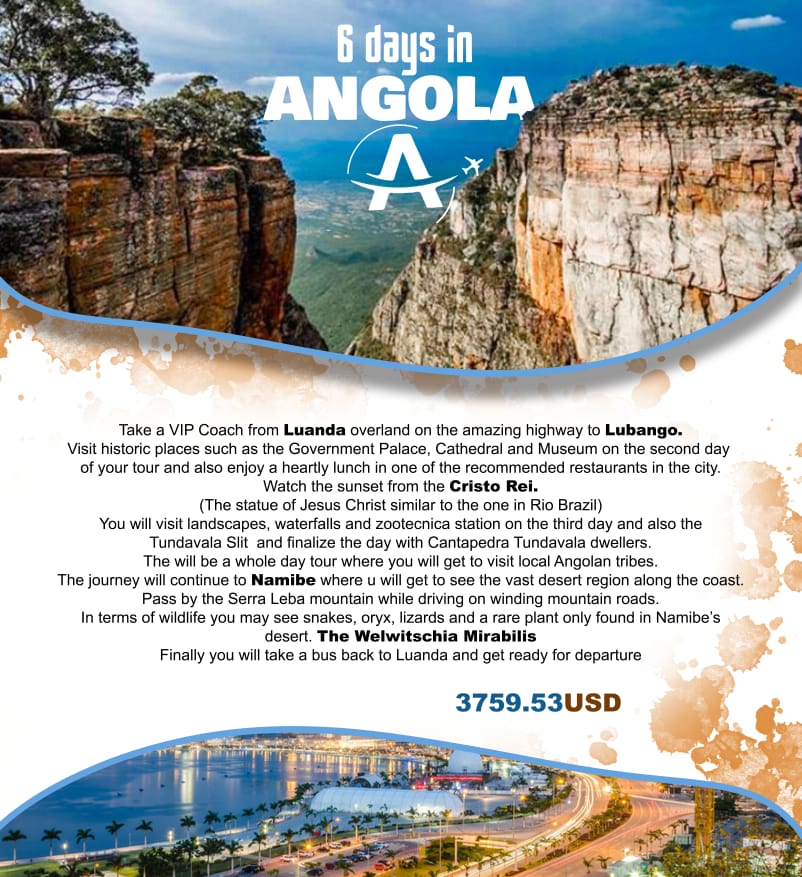 6 days in
ANGOLA
A
Take a VIP Coach from Luanda overland on the amazing highway to Lubango.
Visit historic places such as the Government Palace, Cathedral and Museum on the second day
of your tour and also enjoy a heartly lunch in one of the recommended restaurants in the city.
Watch the sunset from the Cristo Rei.
(The statue of Jesus Christ similar to the one in Rio Brazil)
You will visit landscapes, waterfalls and zootecnica station on the third day and also the
Tundavala Slit and finalize the day with Cantapedra Tundavala dwellers.
The will be a whole day tour where you will get to visit local Angolan tribes.
The journey will continue to Namibe where u will get to see the vast desert region along the coast.
Pass by the Serra Leba mountain while driving on winding mountain roads.
In terms of wildlife you may see snakes, oryx, lizards and a rare plant only found in Namibe's
desert. The Welwitschia Mirabilis
Finally you will take a bus back to Luanda and get ready for departure
3759.53USD